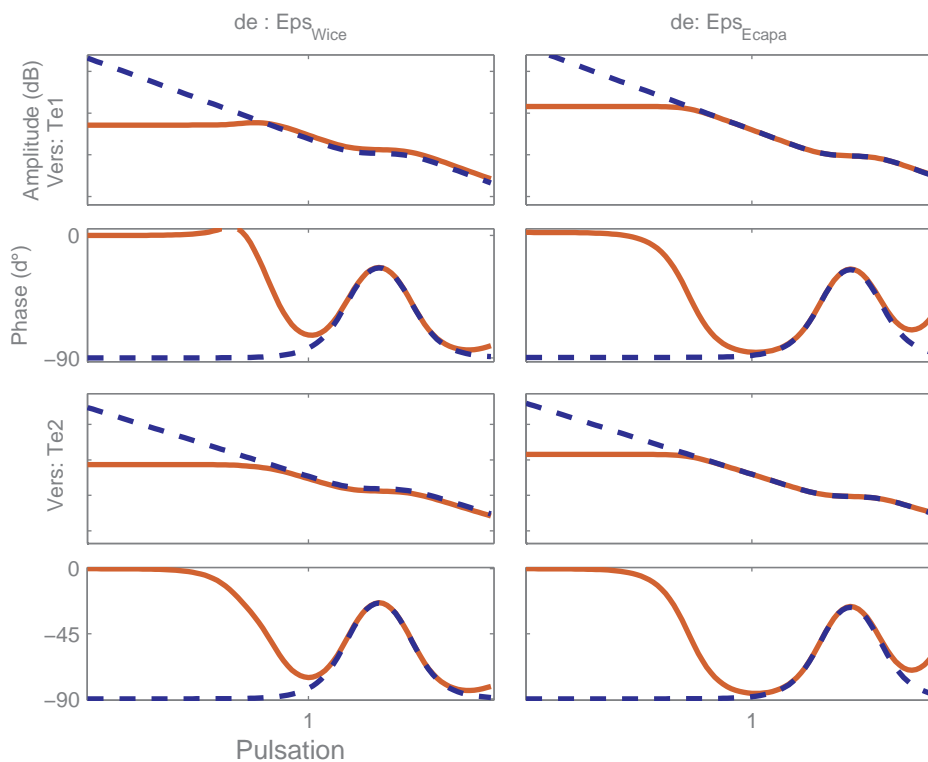 de : Eps_Wice
de: Eps_Ecapa
Amplitude (dB)
Vers: Te1
0
Phase (d°)
−90
Vers: Te2
0
−45
−90
1
1
Pulsation